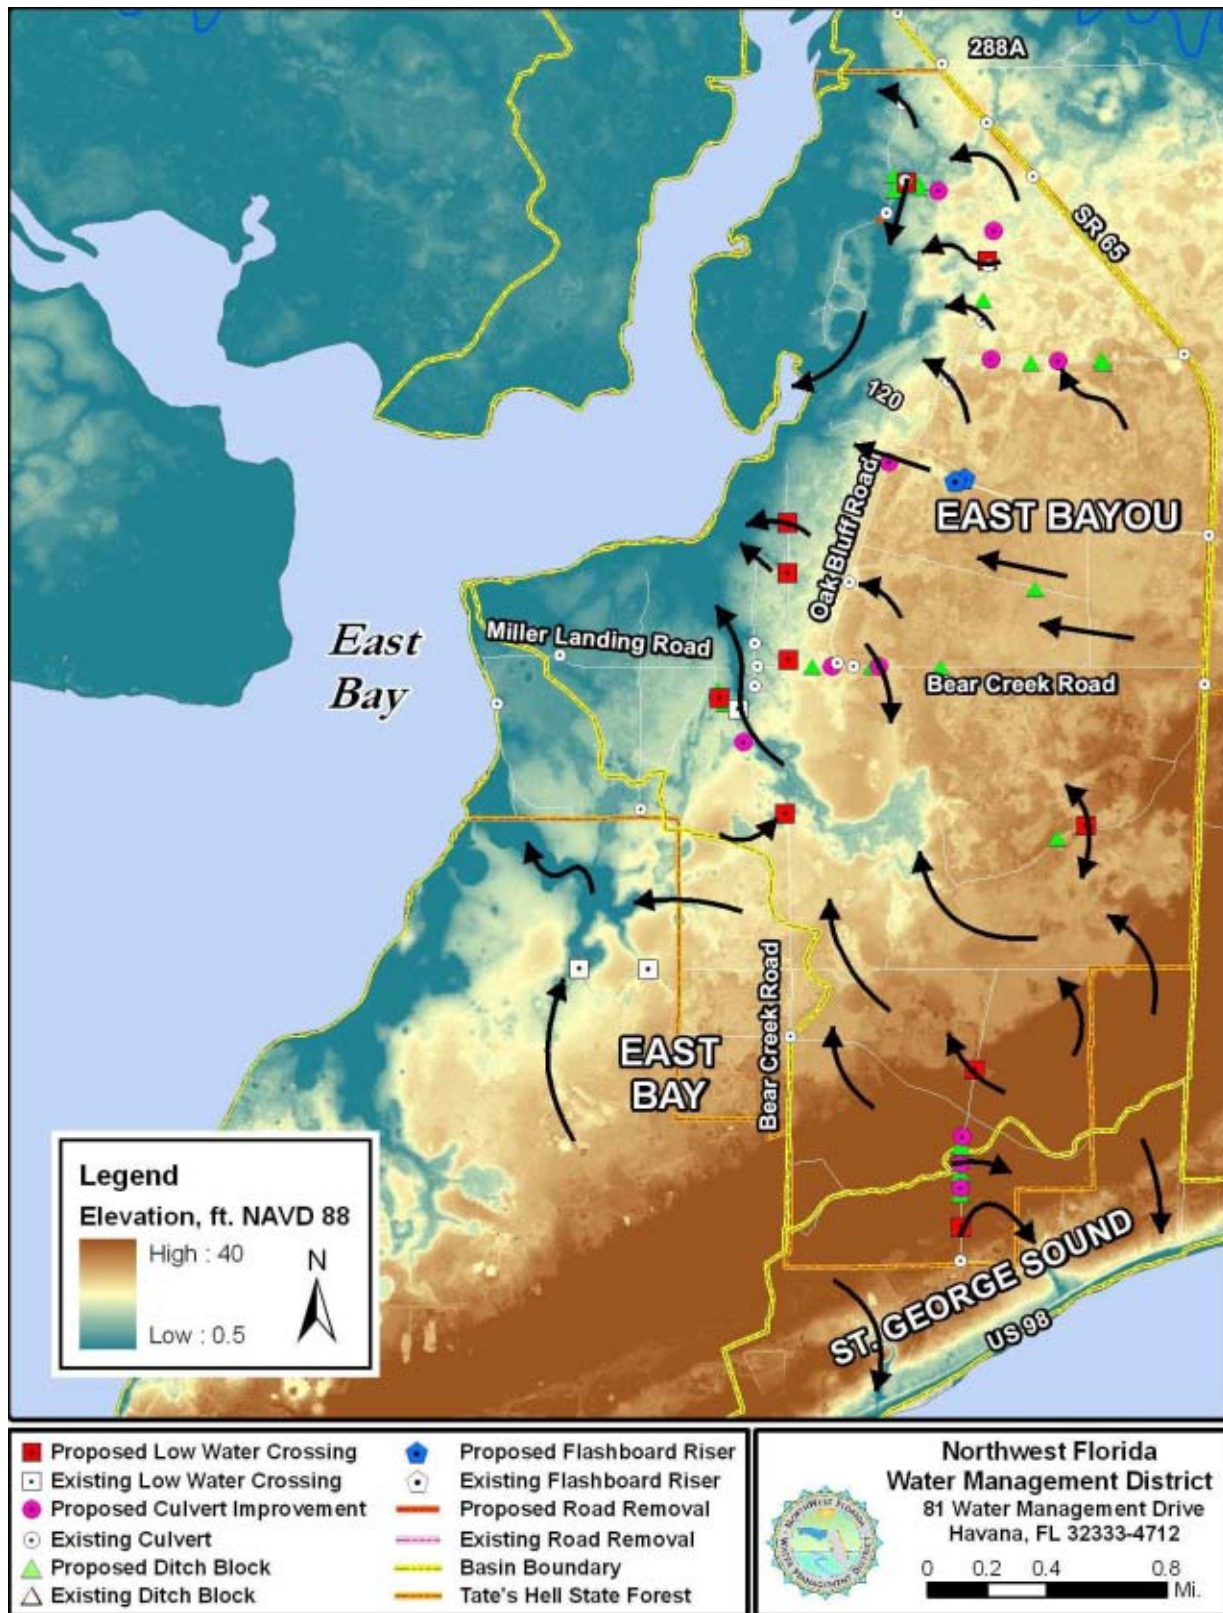 288A
SR 65
120
Oak Bluff Road
EAST BAYOU
East
Bay
Miller Landing Road
Bear Creek Road
Bear Creek Road
EAST
BAY
ST. GEORGE SOUND
US 98
Legend
Elevation, ft. NAVD 88
High : 40
Low : 0.5
N
Proposed Low Water Crossing
Existing Low Water Crossing
Proposed Culvert Improvement
Existing Culvert
Proposed Ditch Block
Existing Ditch Block
Proposed Flashboard Riser
Existing Flashboard Riser
Proposed Road Removal
Existing Road Removal
Basin Boundary
Tate's Hell State Forest
Northwest Florida
Water Management District
81 Water Management Drive
Havana, FL 32333-4712
0 0.2 0.4 0.8
Mi.